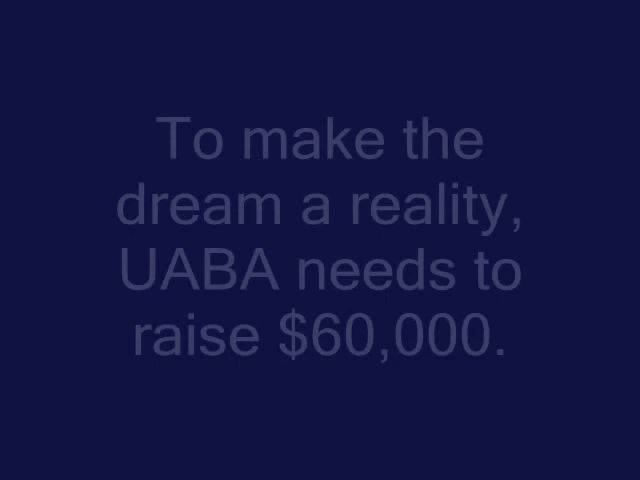 To make the
dream a reality,
UABA needs to
raise $60,000.